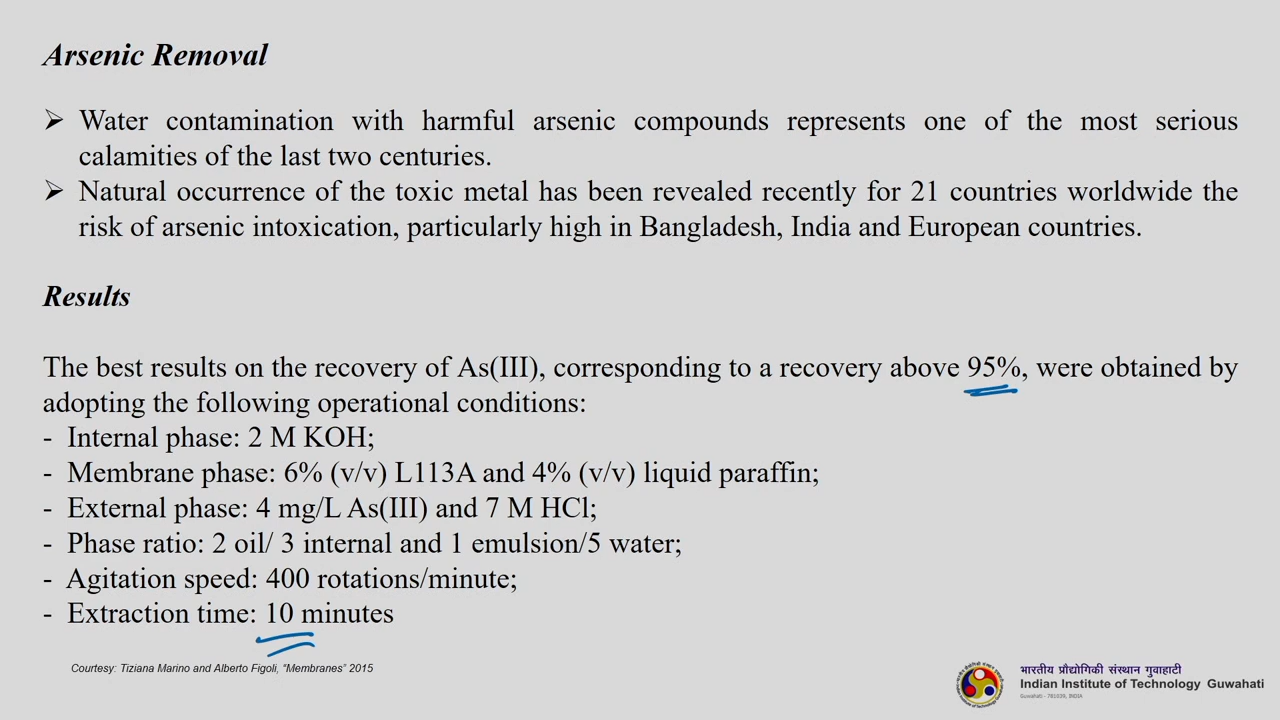 Arsenic Removal
➢ Water contamination with harmful arsenic compounds represents one of the most serious
calamities of the last two centuries.
➢ Natural occurrence of the toxic metal has been revealed recently for 21 countries worldwide the
risk of arsenic intoxication, particularly high in Bangladesh, India and European countries.
Results
The best results on the recovery of As(III), corresponding to a recovery above 95%, were obtained by
adopting the following operational conditions:
- Internal phase: 2 M KOH;
- Membrane phase: 6% (v/v) L113A and 4% (v/v) liquid paraffin;
- External phase: 4 mg/L As(III) and 7 M HCl;
- Phase ratio: 2 oil/ 3 internal and 1 emulsion/5 water;
- Agitation speed: 400 rotations/minute;
- Extraction time: 10 minutes
Courtesy: Tiziana Marino and Alberto Figoli, "Membranes" 2015
भारतीय प्रौद्योगिकी संस्थान गुवाहाटी
Indian Institute of Technology Guwahati
Guwahati - 781039, INDIA